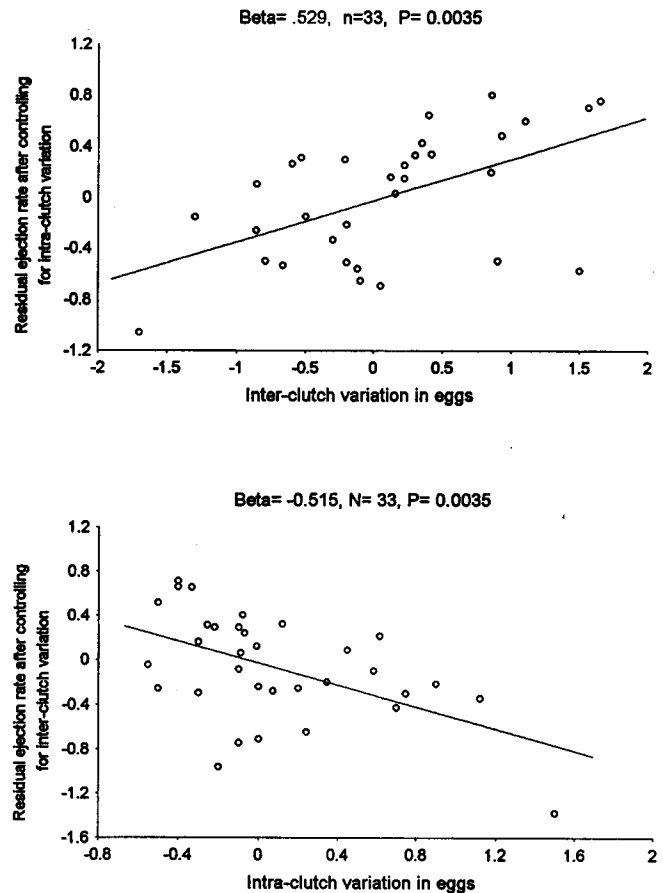 Beta= .529, n=33, P= 0.0035
Residual ejection rate after controlling
for intra-clutch variation
1.2
0.8
0.4
0
-0.4
-0.8
-1.2
-2 -1.5 -1 -0.5 0 0.5 1 1.5 2
Inter-clutch variation in eggs
Beta= -0.515, N= 33, P= 0.0035
Residual ejection rate after controlling
for inter-clutch variation
1.2
0.8
0.4
0
-0.4
-0.8
-1.2
-1.6
-0.8 -0.4 0 0.4 0.8 1.2 1.6 2
Intra-clutch variation in eggs